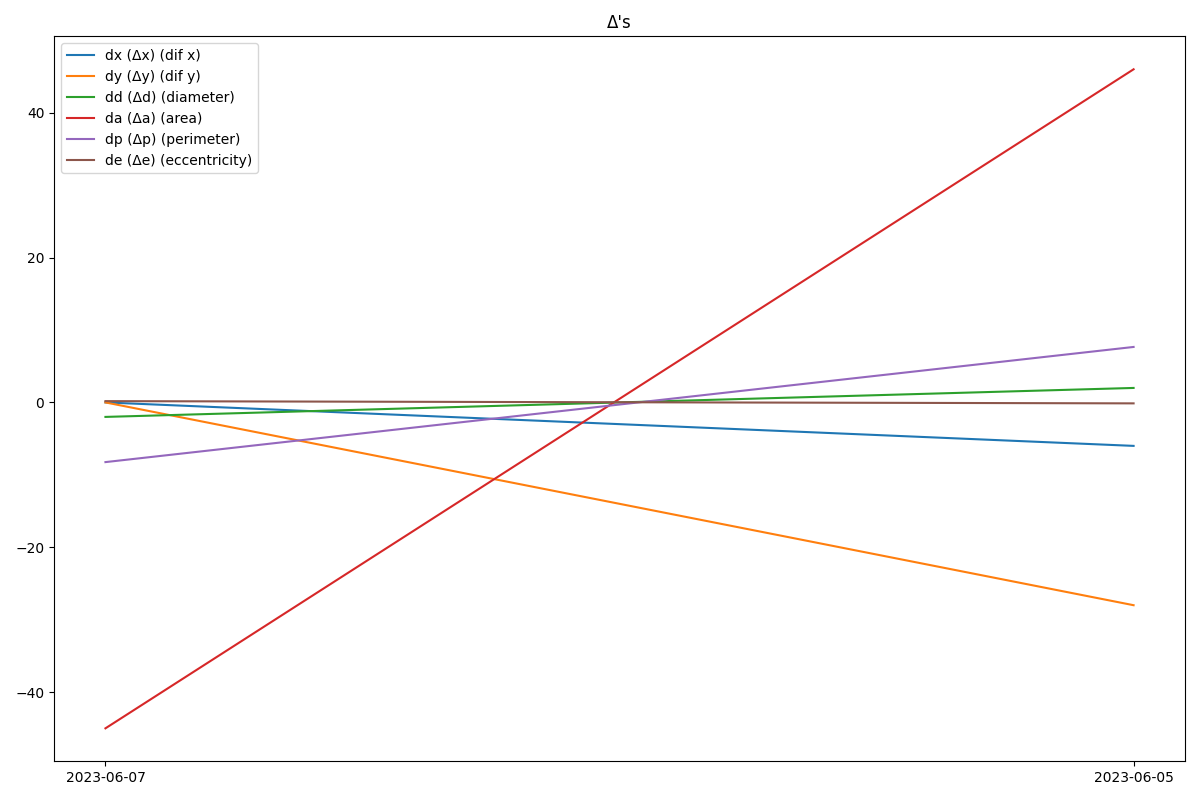 Δ's
dx (Δx) (dif x)
dy (Δy) (dif y)
dd (Δd) (diameter)
da (Δa) (area)
dp (Δp) (perimeter)
de (Δe) (eccentricity)
40
20
0
−20
−40
2023-06-07
2023-06-05